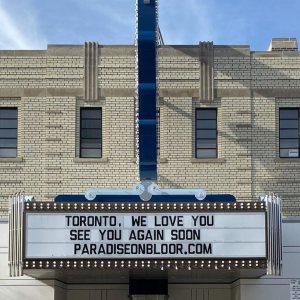 TORONTO, WE LOVE YOU
SEE YOU AGAIN SOON
PARADISEONBLOOR.COM